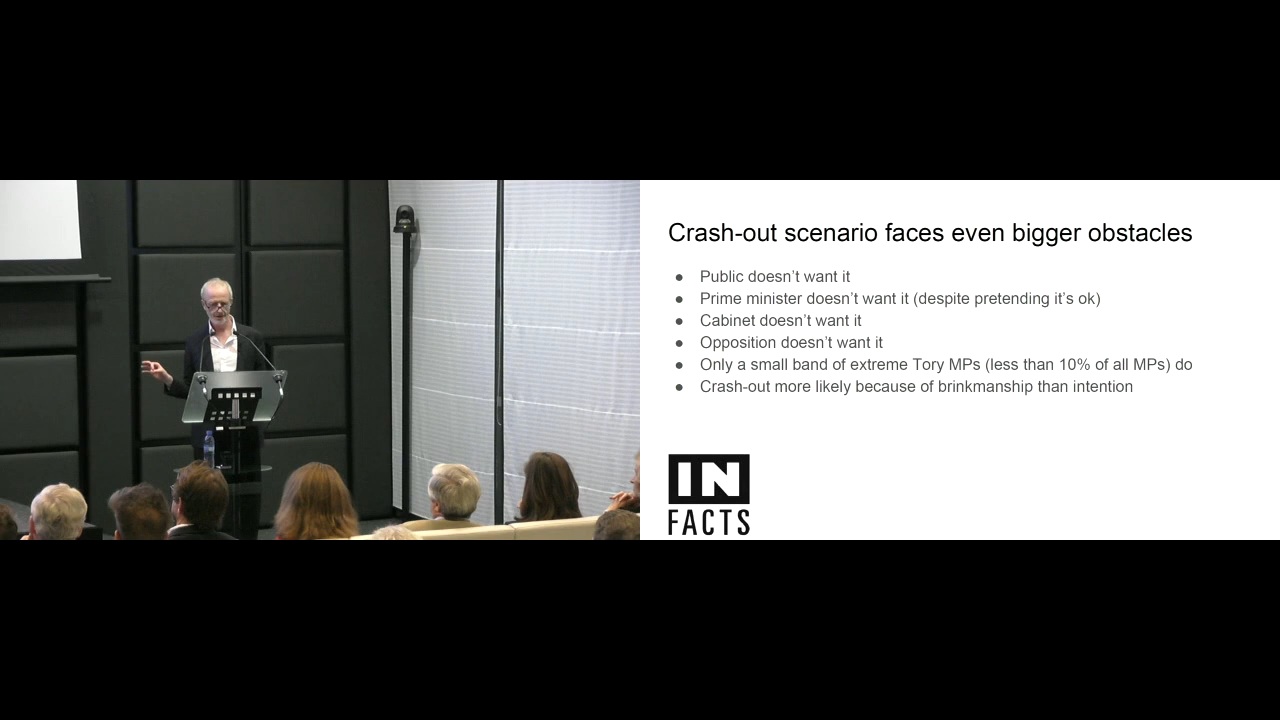 Crash-out scenario faces even bigger obstacles
● Public doesn’t want it
● Prime minister doesn’t want it (despite pretending it’s ok)
● Cabinet doesn’t want it
● Opposition doesn’t want it
● Only a small band of extreme Tory MPs (less than 10% of all MPs) do
● Crash-out more likely because of brinkmanship than intention
IN
FACTS